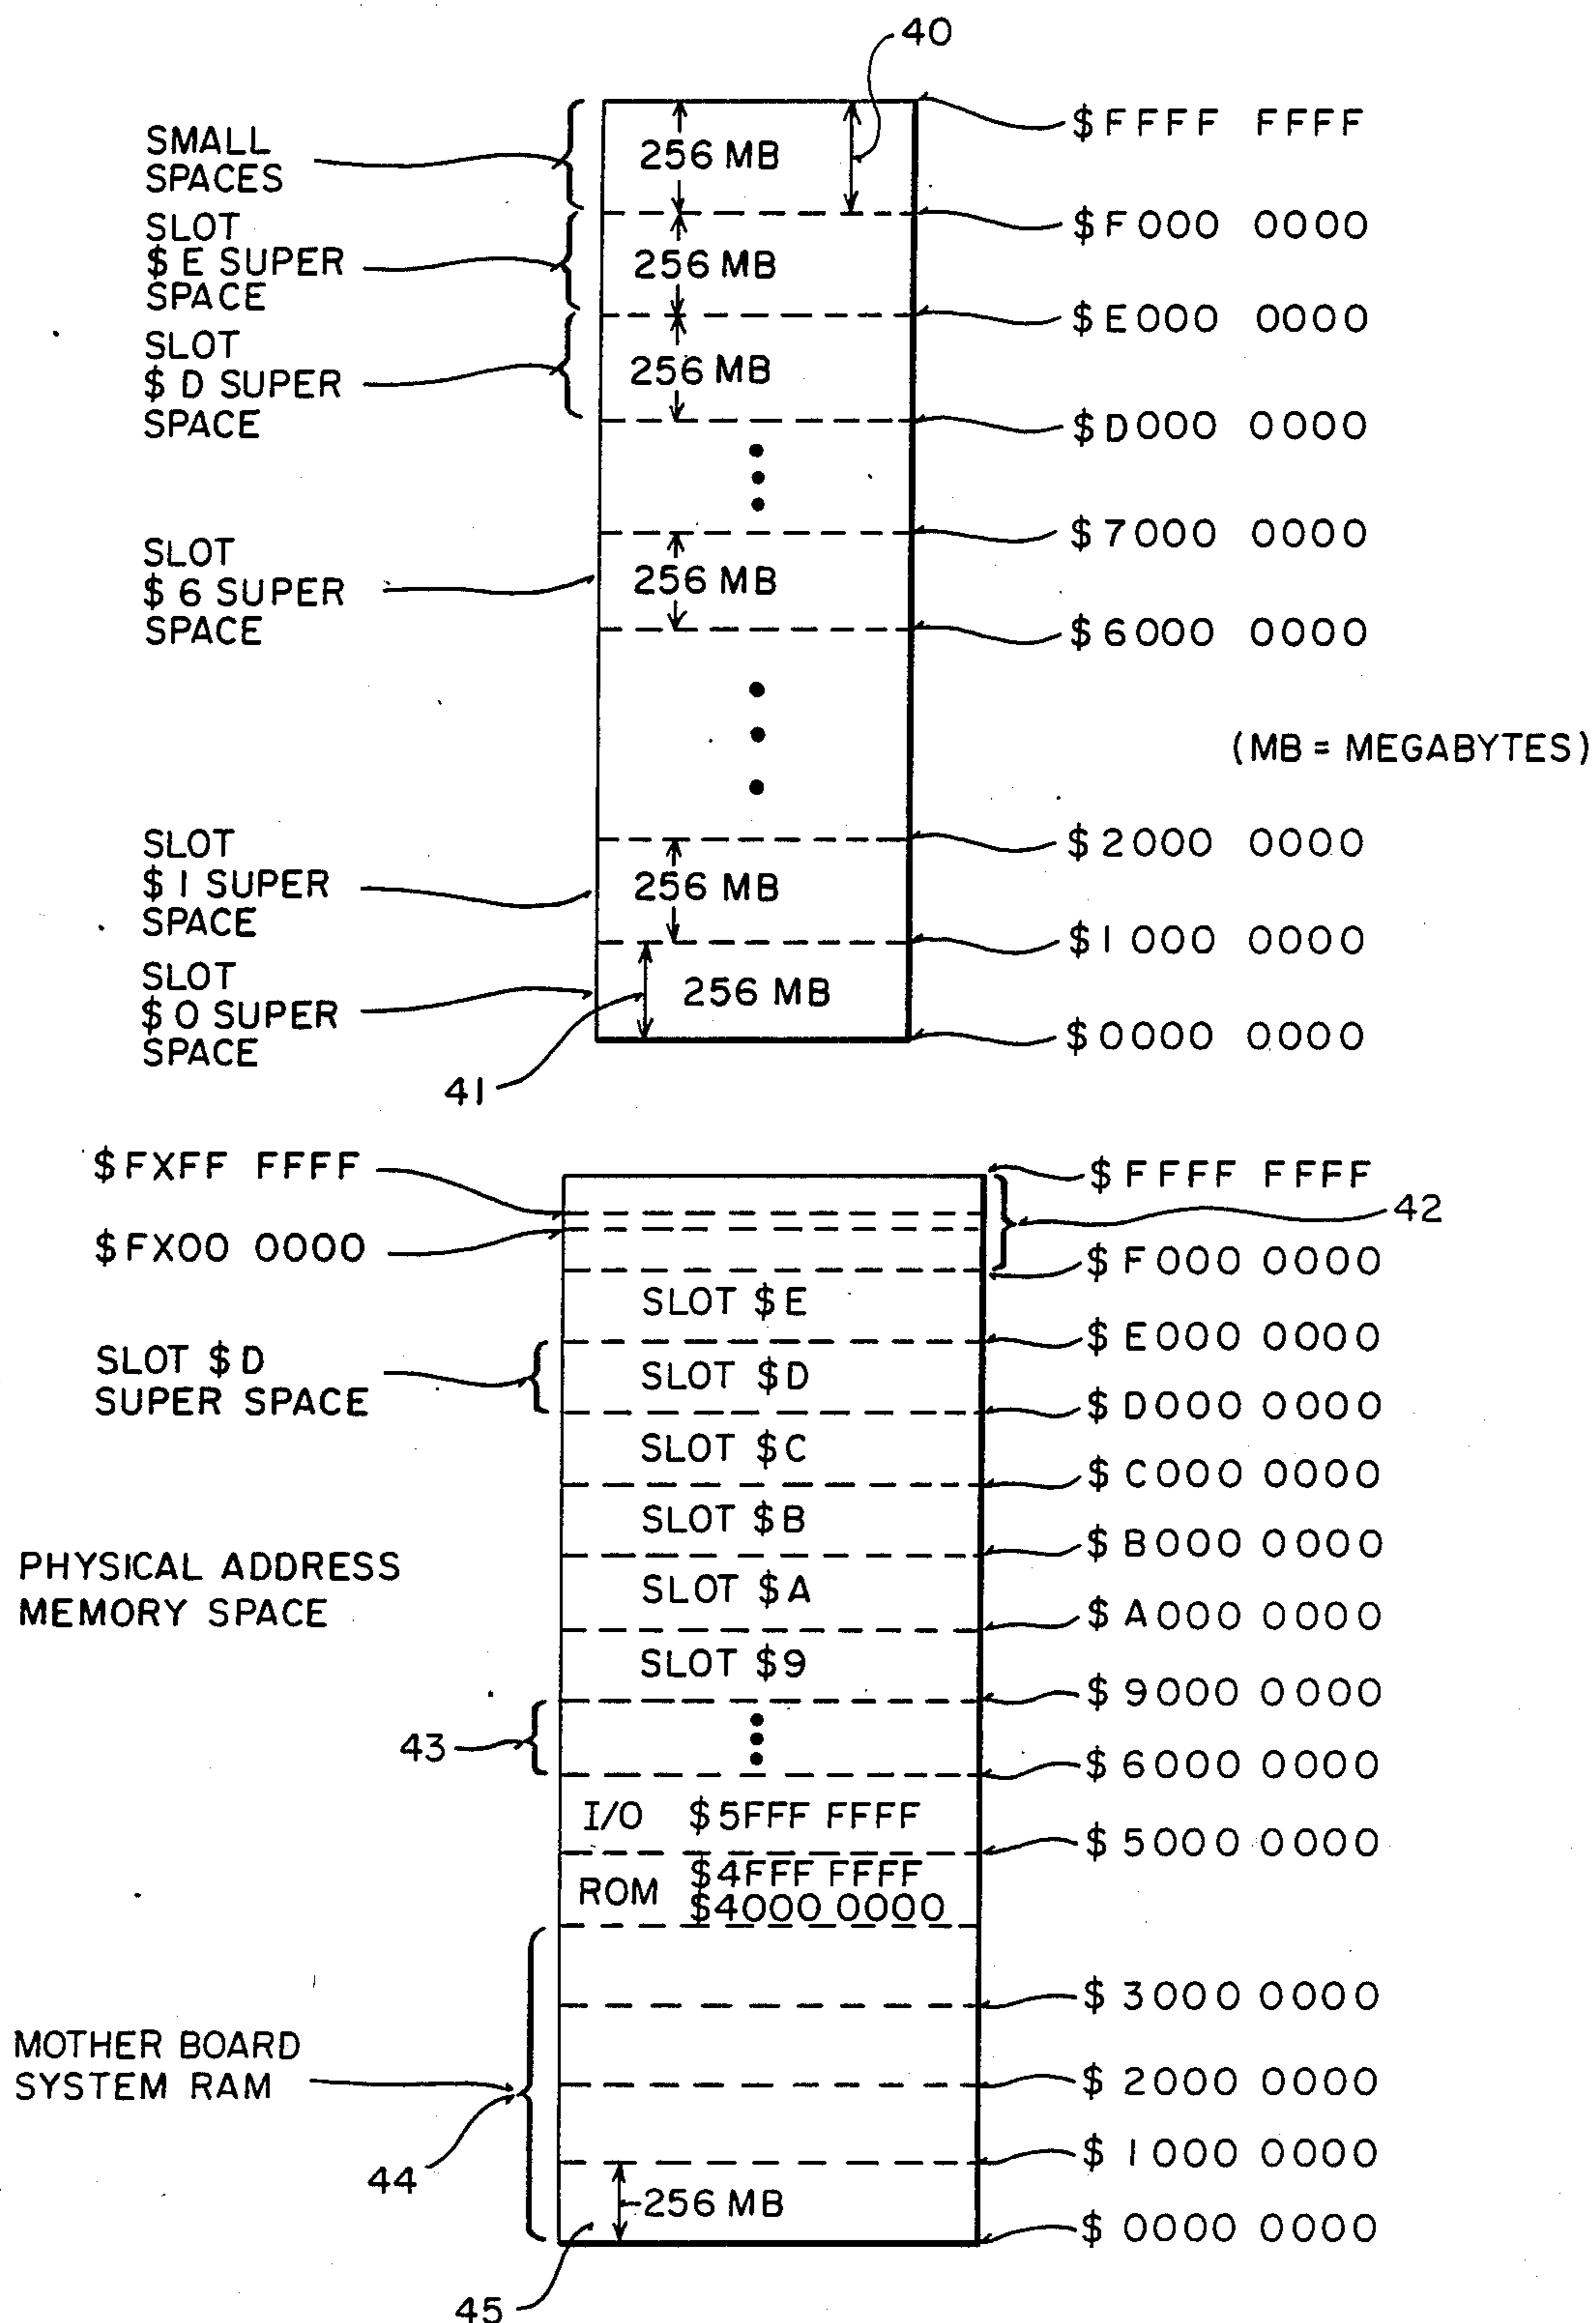 40
$FFFF FFFF
SMALL
SPACES
256 MB
$F000 0000
SLOT
$E SUPER
SPACE
256 MB
$E000 0000
SLOT
$D SUPER
SPACE
256 MB
$D000 0000
$7000 0000
SLOT
$6 SUPER
SPACE
256 MB
$6000 0000
(MB = MEGABYTES)
$2000 0000
SLOT
$1 SUPER
SPACE
256 MB
$1000 0000
SLOT
$0 SUPER
SPACE
256 MB
$0000 0000
41
$FXFF FFFF
$FFFF FFFF
42
$FX00 0000
$F000 0000
SLOT $E
$E000 0000
SLOT $D
SUPER SPACE
SLOT $D
$D000 0000
SLOT $C
$C000 0000
SLOT $B
$B000 0000
PHYSICAL ADDRESS
MEMORY SPACE
SLOT $A
$A000 0000
SLOT $9
$9000 0000
43
$6000 0000
I/O $5FFF FFFF
$5000 0000
ROM $4FFF FFFF
$4000 0000
$3000 0000
MOTHER BOARD
SYSTEM RAM
$2000 0000
44
$1000 0000
256 MB
$0000 0000
45